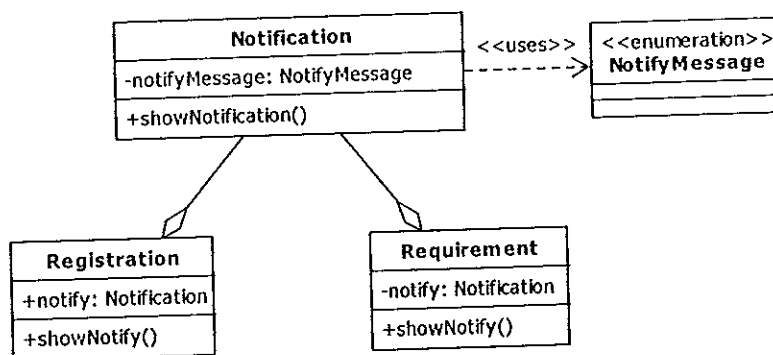 Notification
-notifyMessage: NotifyMessage
+showNotification()
<<uses>>
<<enumeration>>
NotifyMessage
Registration
+notify: Notification
+showNotify()
Requirement
-notify: Notification
+showNotify()